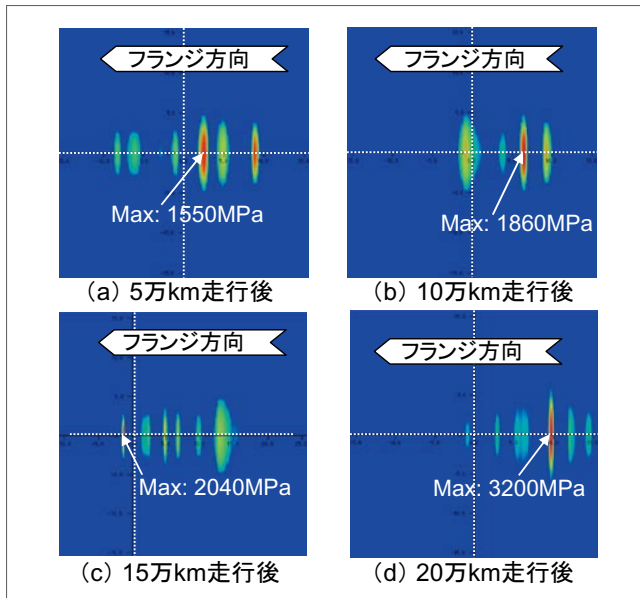 フランジ方向
Max: 1550MPa
(a) 5万km走行後
フランジ方向
Max: 1860MPa
(b) 10万km走行後
フランジ方向
Max: 2040MPa
(c) 15万km走行後
フランジ方向
Max: 3200MPa
(d) 20万km走行後